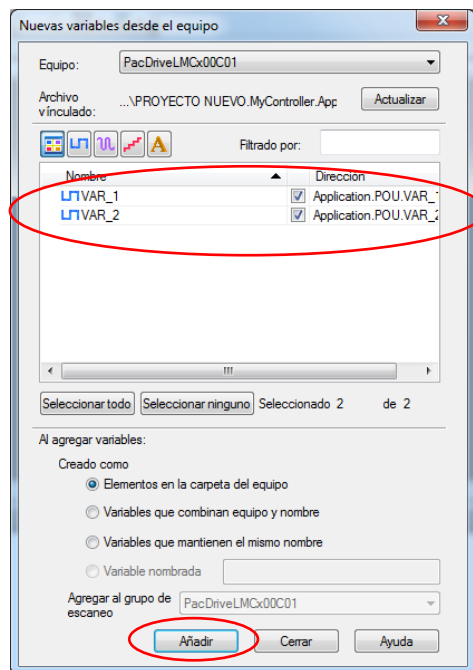 Nuevas variables desde el equipo
Equipo: PacDriveLMCx00C01
Archivo vínculado: ...\PROYECTO NUEVO.MyController.App Actualizar
A Filtrado por:
Nombre Dirección
VAR_1 Application.POU.VAR_1
VAR_2 Application.POU.VAR_2
Seleccionar todo Seleccionar ninguno Seleccionado 2 de 2
Al agregar variables:
Creado como
Elementos en la carpeta del equipo
Variables que combinan equipo y nombre
Variables que mantienen el mismo nombre
Variable nombrada
Agregar al grupo de escaneo PacDriveLMCx00C01
Añadir Cerrar Ayuda